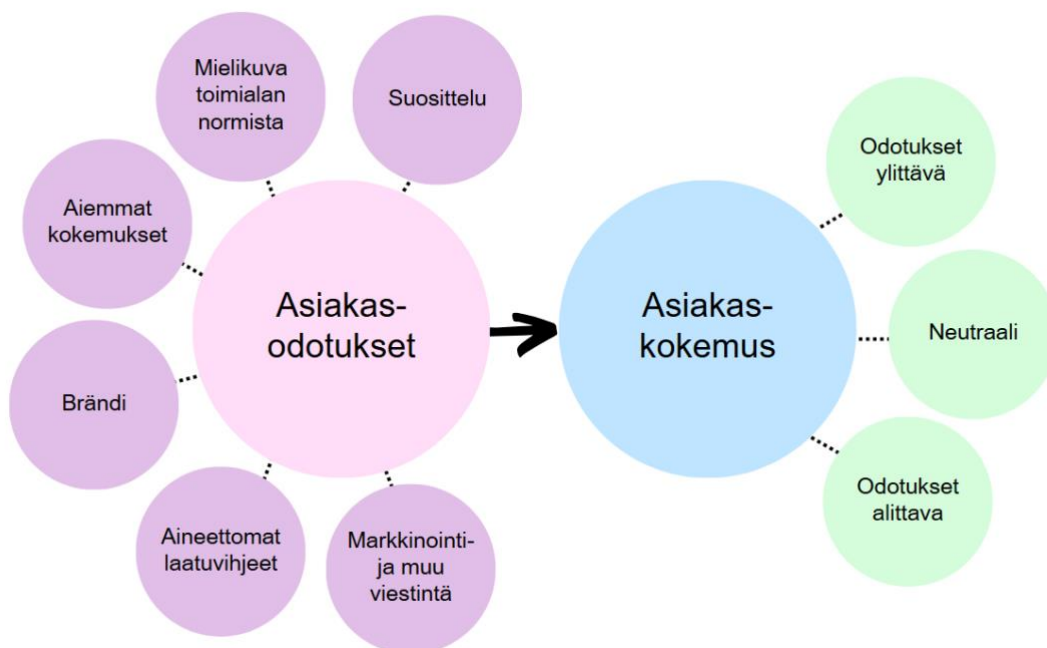 Mielikuva
toimialan
normista
Suosittelu
Aiemmat
kokemukset
Brändi
Aineettomat
laatuvihjeet
Markkinointi-
ja muu
viestintä
Asiakas-
odotukset
Asiakas-
kokemus
Odotukset
ylittävä
Neutraali
Odotukset
alittava